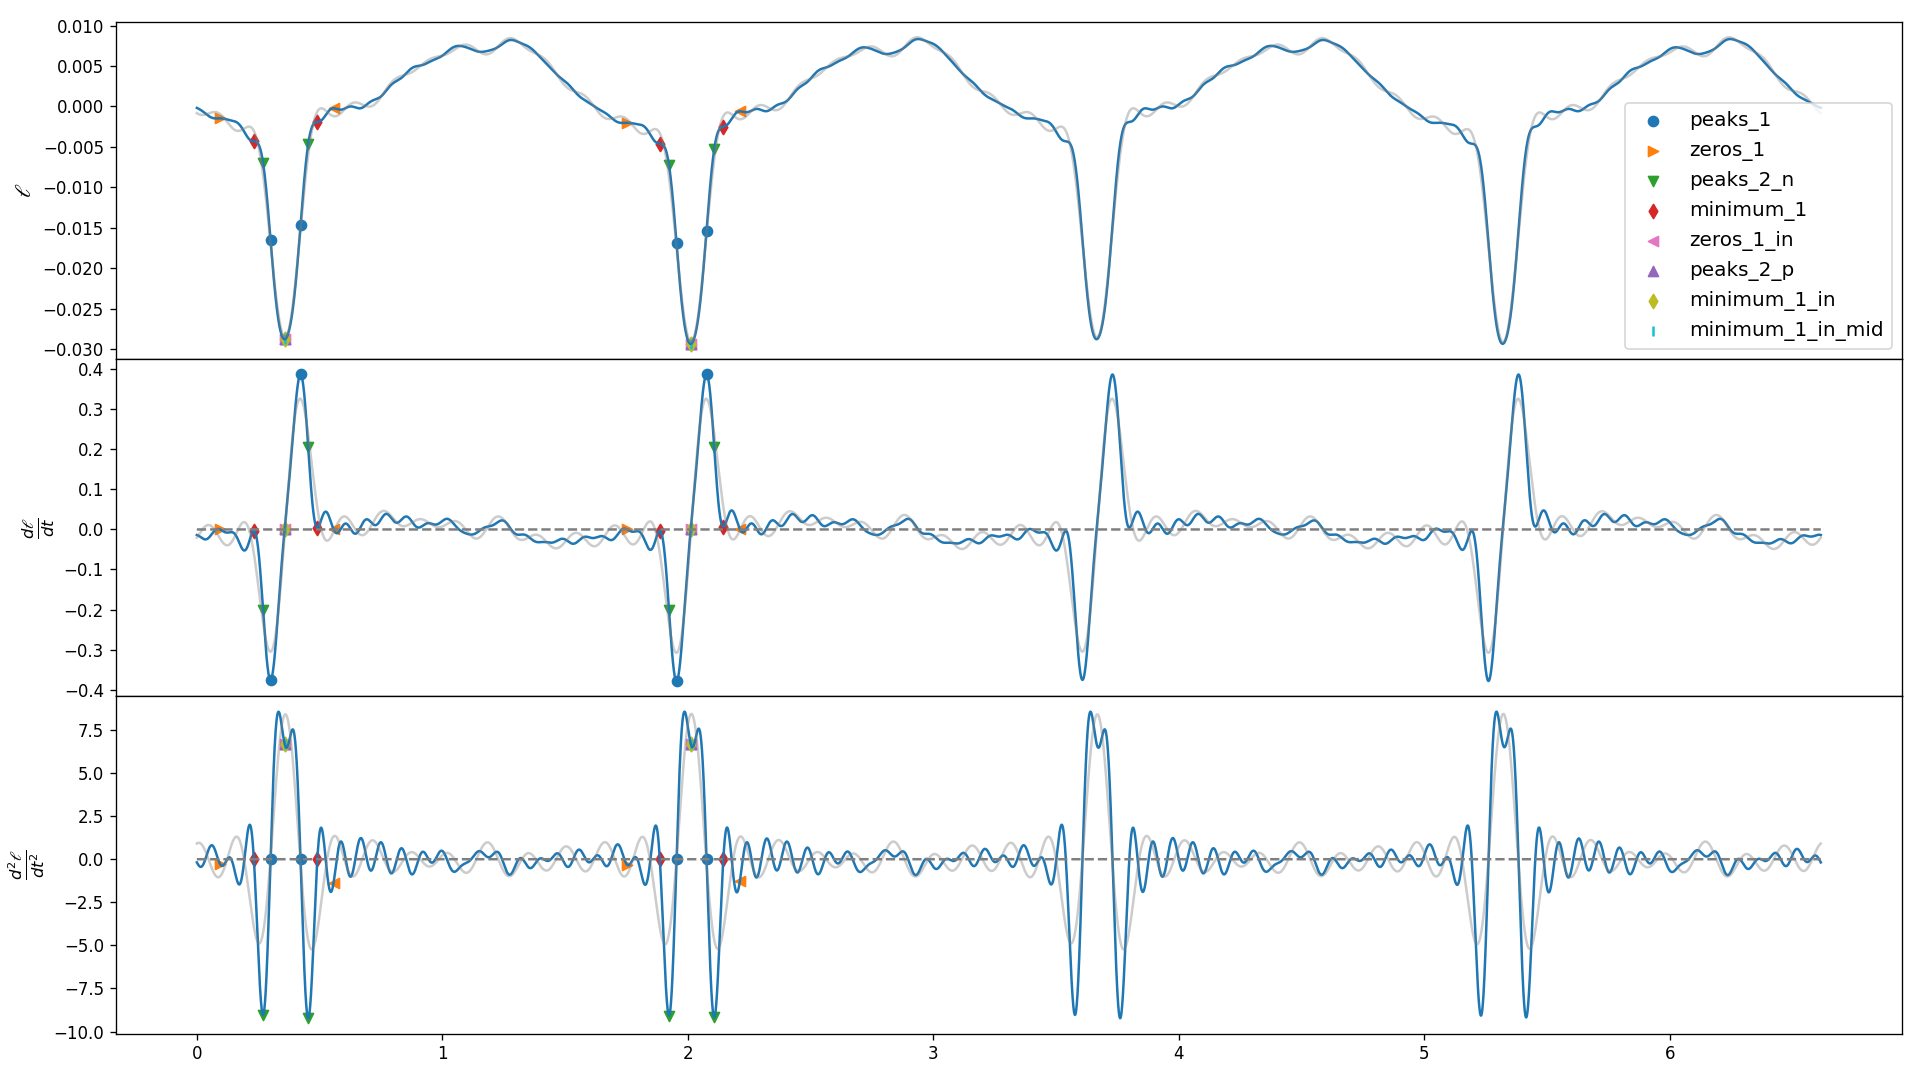 0.010
0.005
0.000
−0.005
−0.010
−0.015
−0.020
−0.025
−0.030
ℓ
peaks_1
zeros_1
peaks_2_n
minimum_1
zeros_1_in
peaks_2_p
minimum_1_in
minimum_1_in_mid
0.4
0.3
0.2
0.1
0.0
−0.1
−0.2
−0.3
−0.4
dℓ
dt
7.5
5.0
2.5
0.0
−2.5
−5.0
−7.5
−10.0
d²ℓ
dt²
0 1 2 3 4 5 6